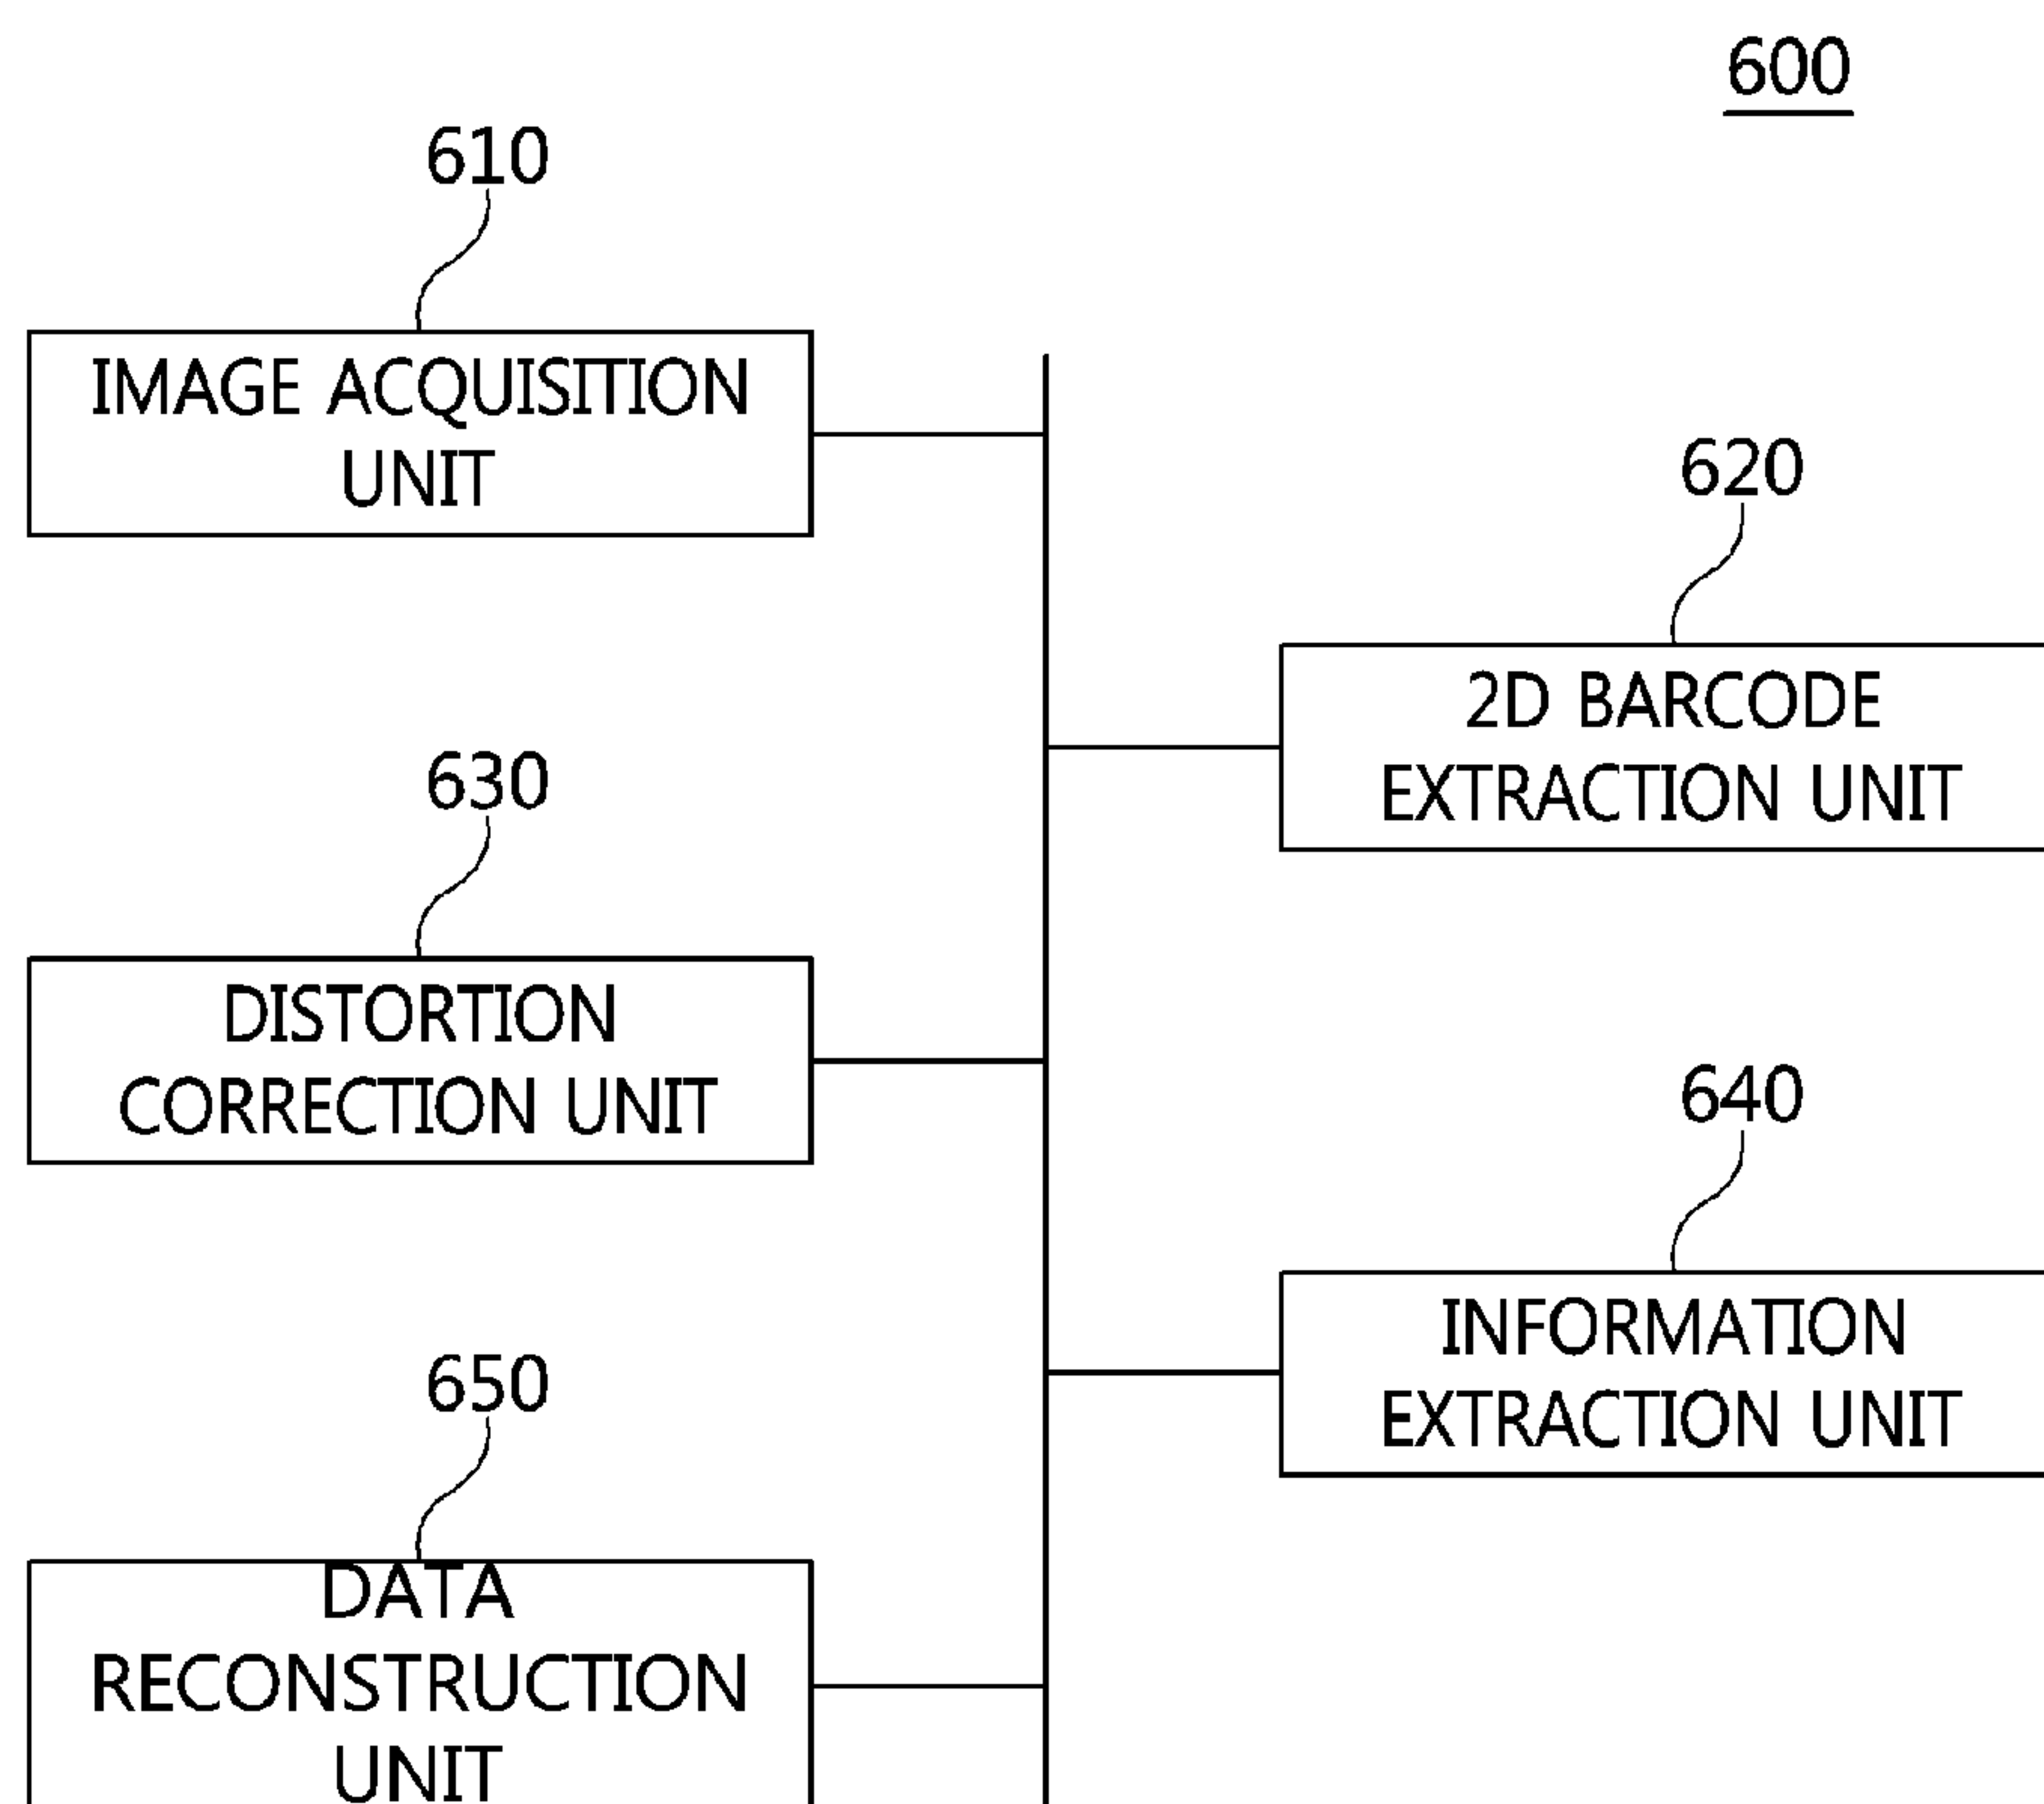 600
610
IMAGE ACQUISITION
UNIT
620
2D BARCODE
EXTRACTION UNIT
630
DISTORTION
CORRECTION UNIT
640
INFORMATION
EXTRACTION UNIT
650
DATA
RECONSTRUCTION
UNIT